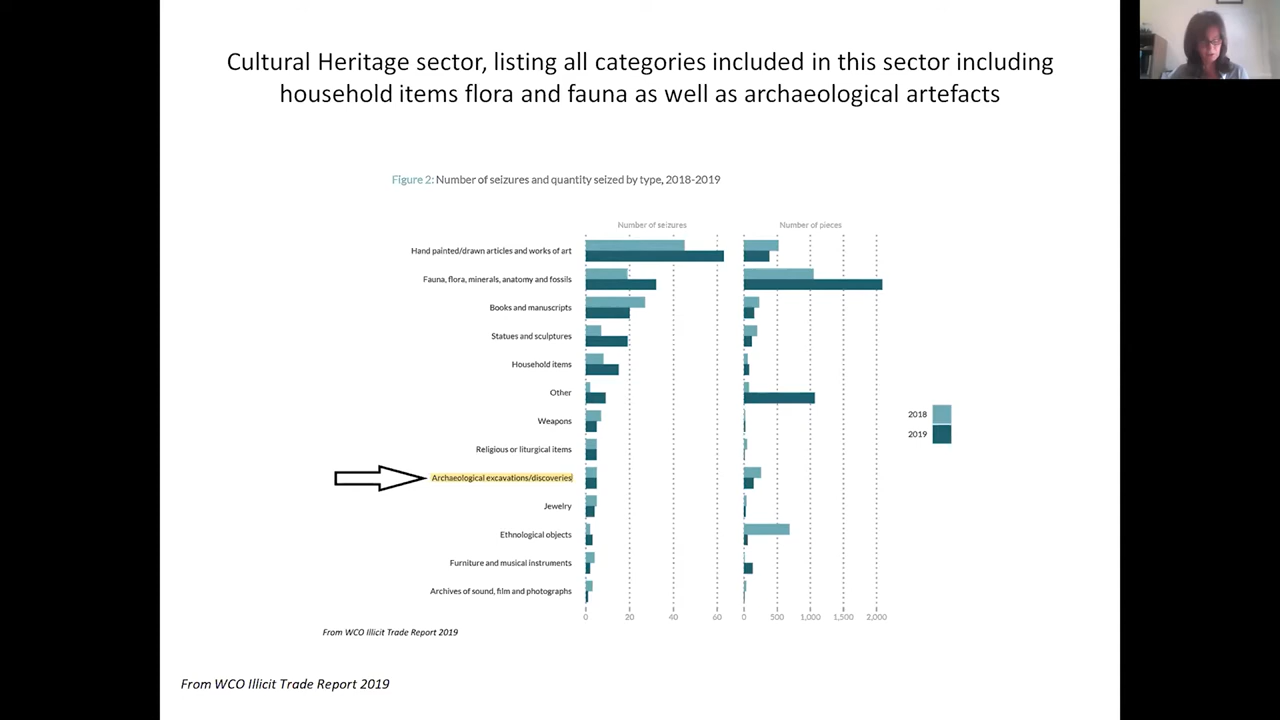 Cultural Heritage sector, listing all categories included in this sector including
household items flora and fauna as well as archaeological artefacts
Figure 2: Number of seizures and quantity seized by type, 2018-2019
Number of seizures
Number of pieces
Hand painted/drawn articles and works of art
Fauna, flora, minerals, anatomy and fossils
Books and manuscripts
Statues and sculptures
Household items
Other
Weapons
Religious or liturgical items
Archaeological excavations/discoveries
Jewelry
Ethnological objects
Furniture and musical instruments
Archives of sound, film and photographs
0 20 40 60
0 500 1,000 1,500 2,000
2018
2019
From WCO Illicit Trade Report 2019
From WCO Illicit Trade Report 2019